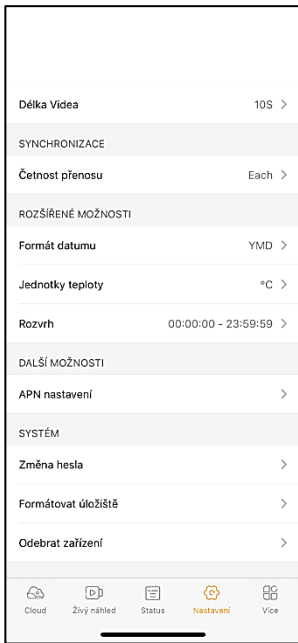 Délka Videa 10S
SYNCHRONIZACE
Četnost přenosu Each
ROZŠÍŘENÉ MOŽNOSTI
Formát datumu YMD
Jednotky teploty °C
Rozvrh 00:00:00 - 23:59:59
DALŠÍ MOŽNOSTI
APN nastavení
SYSTÉM
Změna hesla
Formátovat úložiště
Odebrat zařízení
Cloud Živý náhled Status Nastavení Více